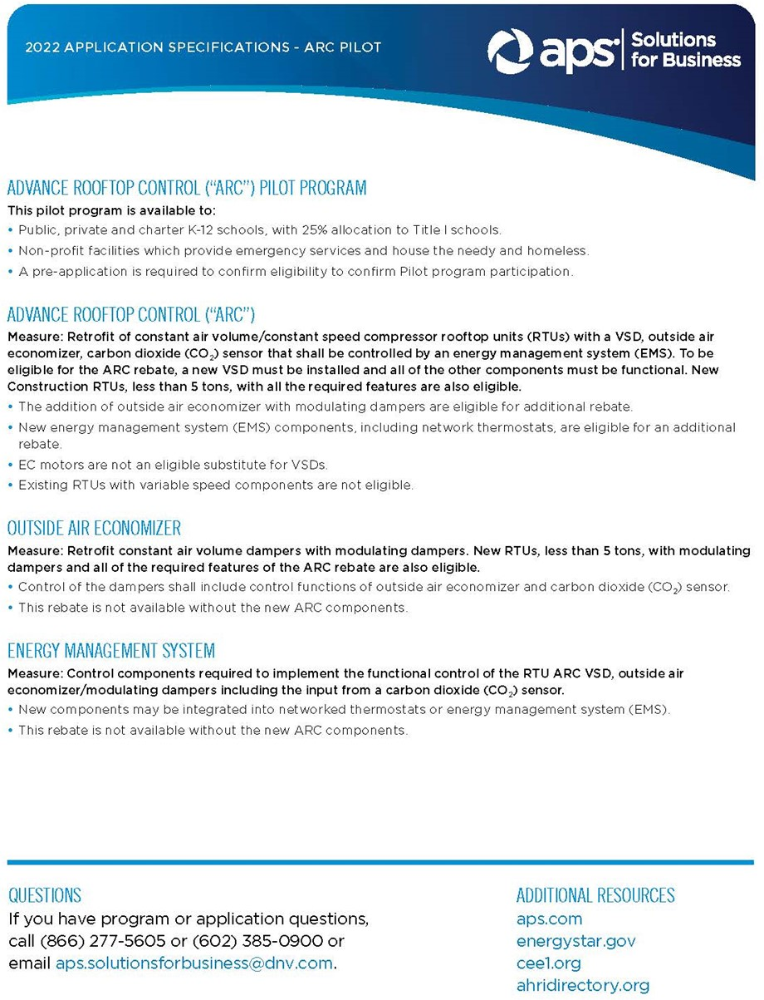 2022 APPLICATION SPECIFICATIONS - ARC PILOT
aps
Solutions
for Business
ADVANCE ROOFTOP CONTROL (“ARC”) PILOT PROGRAM
This pilot program is available to:
• Public, private and charter K-12 schools, with 25% allocation to Title I schools.
• Non-profit facilities which provide emergency services and house the needy and homeless.
• A pre-application is required to confirm eligibility to confirm Pilot program participation.
ADVANCE ROOFTOP CONTROL (“ARC”)
Measure: Retrofit of constant air volume/constant speed compressor rooftop units (RTUs) with a VSD, outside air
economizer, carbon dioxide (CO₂) sensor that shall be controlled by an energy management system (EMS). To be
eligible for the ARC rebate, a new VSD must be installed and all of the other components must be functional. New
Construction RTUs, less than 5 tons, with all the required features are also eligible.
• The addition of outside air economizer with modulating dampers are eligible for additional rebate.
• New energy management system (EMS) components, including network thermostats, are eligible for an additional
rebate.
• EC motors are not an eligible substitute for VSDs.
• Existing RTUs with variable speed components are not eligible.
OUTSIDE AIR ECONOMIZER
Measure: Retrofit constant air volume dampers with modulating dampers. New RTUs, less than 5 tons, with modulating
dampers and all of the required features of the ARC rebate are also eligible.
• Control of the dampers shall include control functions of outside air economizer and carbon dioxide (CO₂) sensor.
• This rebate is not available without the new ARC components.
ENERGY MANAGEMENT SYSTEM
Measure: Control components required to implement the functional control of the RTU ARC VSD, outside air
economizer/modulating dampers including the input from a carbon dioxide (CO₂) sensor.
• New components may be integrated into networked thermostats or energy management system (EMS).
• This rebate is not available without the new ARC components.
QUESTIONS
If you have program or application questions,
call (866) 277-5605 or (602) 385-0900 or
email aps.solutionsforbusiness@dnv.com.
ADDITIONAL RESOURCES
aps.com
energystar.gov
cee1.org
ahridirectory.org